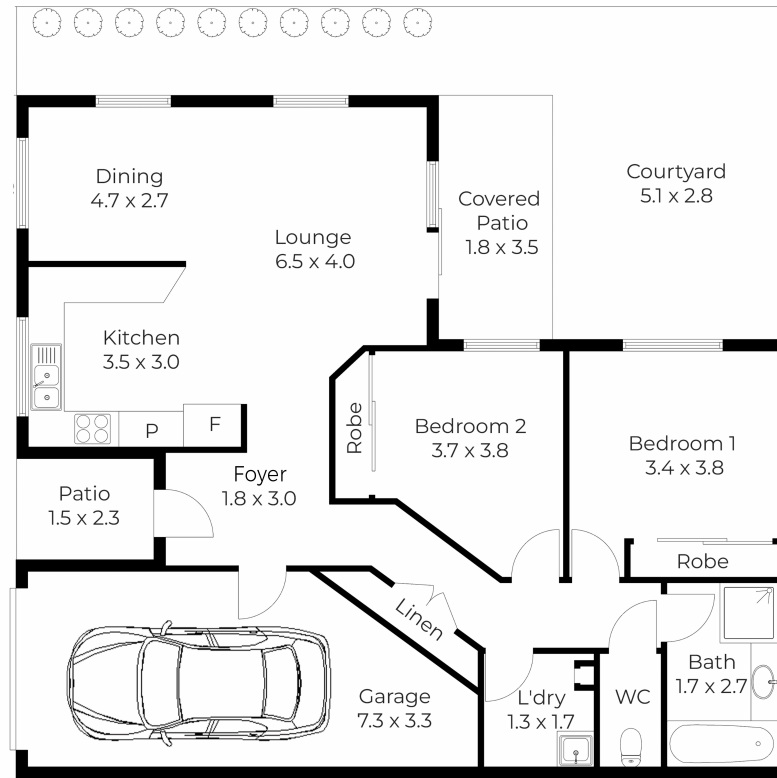 Dining
4.7 x 2.7
Lounge
6.5 x 4.0
Covered
Patio
1.8 x 3.5
Courtyard
5.1 x 2.8
Kitchen
3.5 x 3.0
P
F
Robe
Bedroom 2
3.7 x 3.8
Bedroom 1
3.4 x 3.8
Robe
Patio
1.5 x 2.3
Foyer
1.8 x 3.0
Linen
Garage
7.3 x 3.3
L'dry
1.3 x 1.7
WC
Bath
1.7 x 2.7